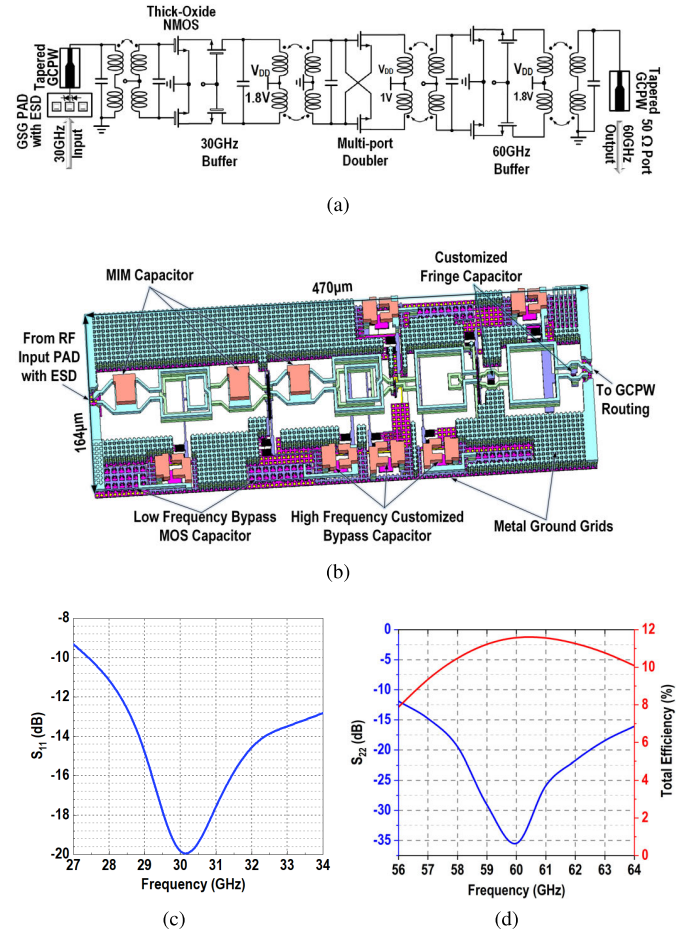 Thick-Oxide
NMOS
Tapered
GCPW
GSG PAD
with ESD
30GHz
Input
V_DD
1.8V
30GHz
Buffer
V_DD
1V
Multi-port
Doubler
V_DD
1.8V
60GHz
Buffer
Tapered
GCPW
50 Ω Port
60GHz
Output
(a)
MIM Capacitor
470μm
Customized
Fringe Capacitor
From RF
Input PAD
with ESD
164μm
To GCPW
Routing
Low Frequency Bypass
MOS Capacitor
High Frequency Customized
Bypass Capacitor
Metal Ground Grids
(b)
S₁₁ (dB)
-8
-10
-12
-14
-16
-18
-20
27 28 29 30 31 32 33 34
Frequency (GHz)
(c)
S₂₂ (dB)
0
-5
-10
-15
-20
-25
-30
-35
56 57 58 59 60 61 62 63 64
Frequency (GHz)
12
10
8
6
4
2
0
Total Efficiency (%)
(d)